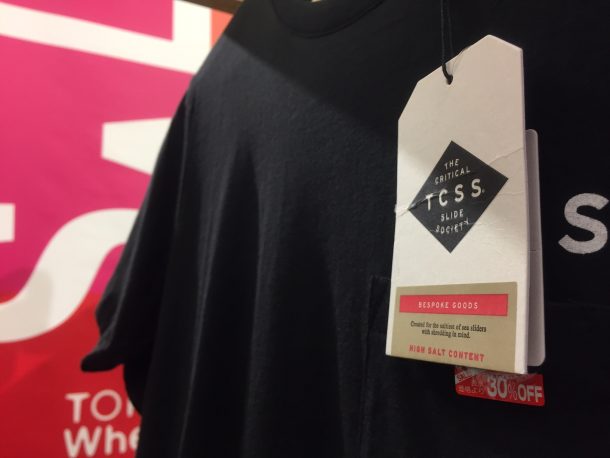 THE
CRITICAL
TCSS®
SLIDE
SOCIETY
BESPOKE GOODS
Created for the saltiest of sea sliders
with shredding in mind.
HIGH SALT CONTENT
30%OFF
S
TO
Whe